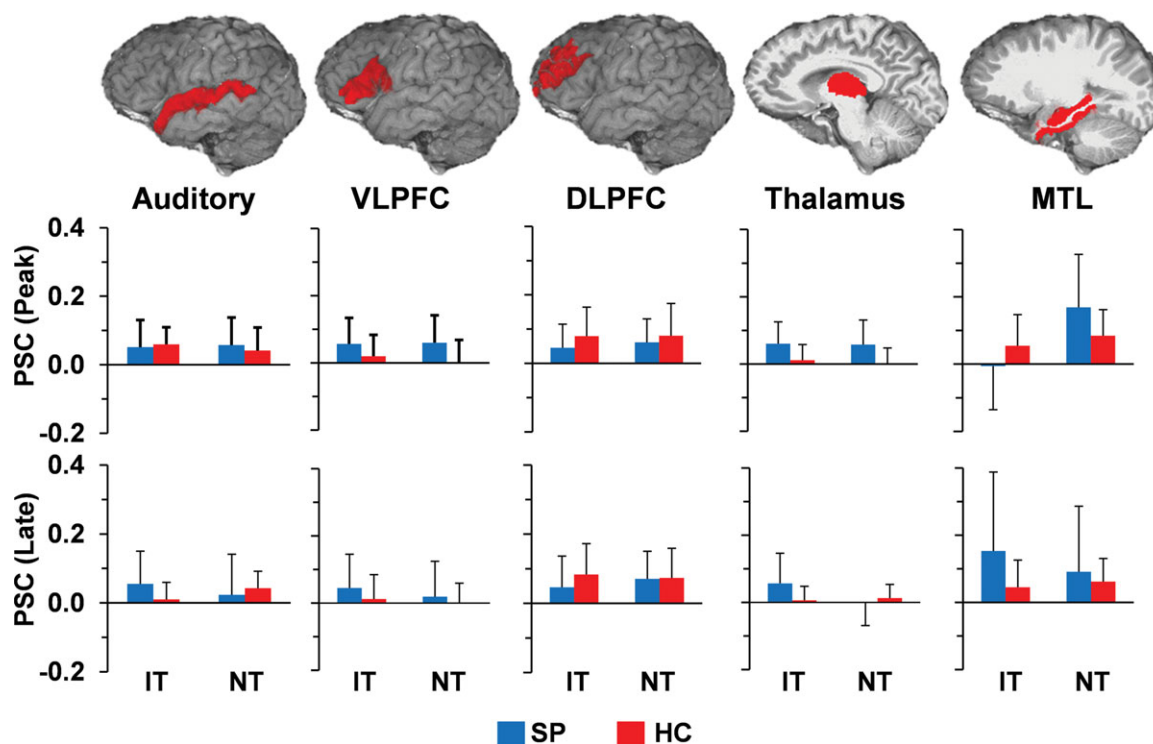 Auditory VLPFC DLPFC Thalamus MTL
PSC (Peak)
0.4
0.2
0.0
-0.2
PSC (Late)
0.4
0.2
0.0
-0.2
IT NT IT NT IT NT IT NT IT NT
SP HC